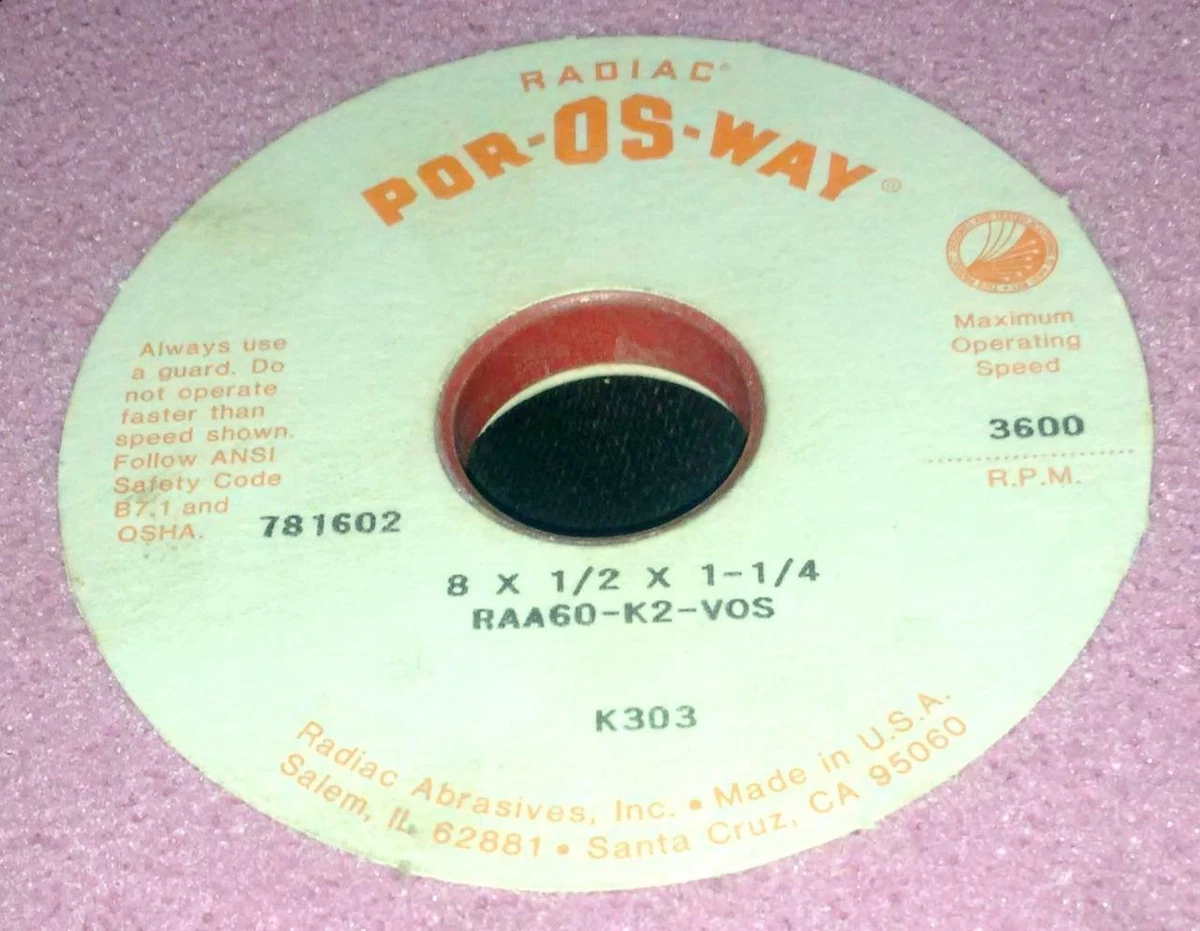 RADIAC®
POR-OS-WAY®
Always use
a guard. Do
not operate
faster than
speed shown.
Follow ANSI
Safety Code
B7.1 and
OSHA.
781602
Maximum
Operating
Speed
3600
R.P.M.
8 X 1/2 X 1-1/4
RAA60-K2-VOS
K303
Radiac Abrasives, Inc. • Made in U.S.A.
Salem, IL 62881 • Santa Cruz, CA 95060